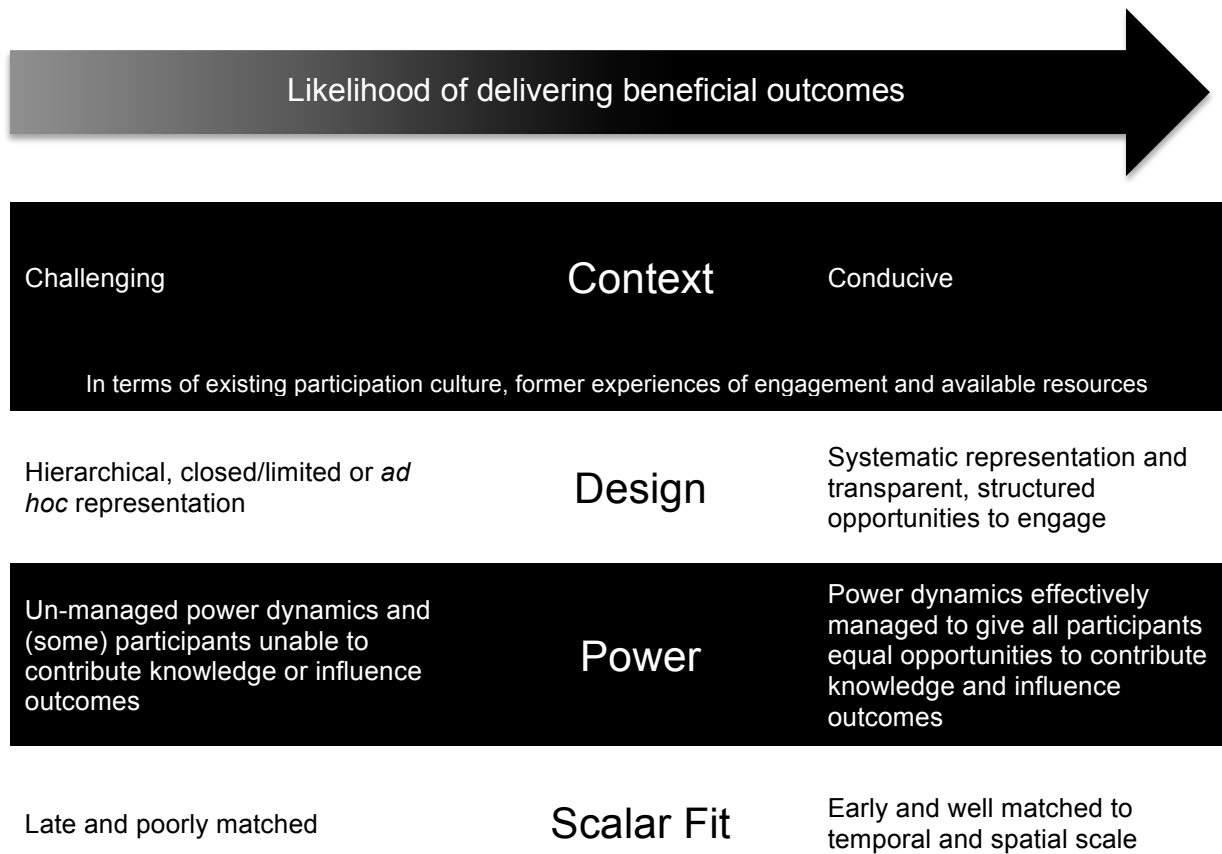 Likelihood of delivering beneficial outcomes
Challenging
Context
Conducive
In terms of existing participation culture, former experiences of engagement and available resources
Hierarchical, closed/limited or ad
hoc representation
Design
Systematic representation and
transparent, structured
opportunities to engage
Un-managed power dynamics and
(some) participants unable to
contribute knowledge or influence
outcomes
Power
Power dynamics effectively
managed to give all participants
equal opportunities to contribute
knowledge and influence
outcomes
Late and poorly matched
Scalar Fit
Early and well matched to
temporal and spatial scale